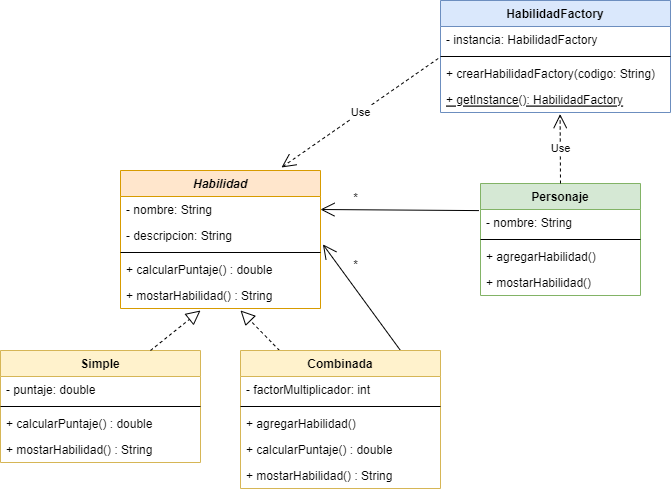 HabilidadFactory
- instancia: HabilidadFactory
+ crearHabilidadFactory(codigo: String)
+ getInstance(): HabilidadFactory
Use
Use
Habilidad
- nombre: String
- descripcion: String
+ calcularPuntaje() : double
+ mostarHabilidad() : String
*
Personaje
- nombre: String
+ agregarHabilidad()
+ mostarHabilidad()
*
Simple
- puntaje: double
+ calcularPuntaje() : double
+ mostarHabilidad() : String
Combinada
- factorMultiplicador: int
+ agregarHabilidad()
+ calcularPuntaje() : double
+ mostarHabilidad() : String